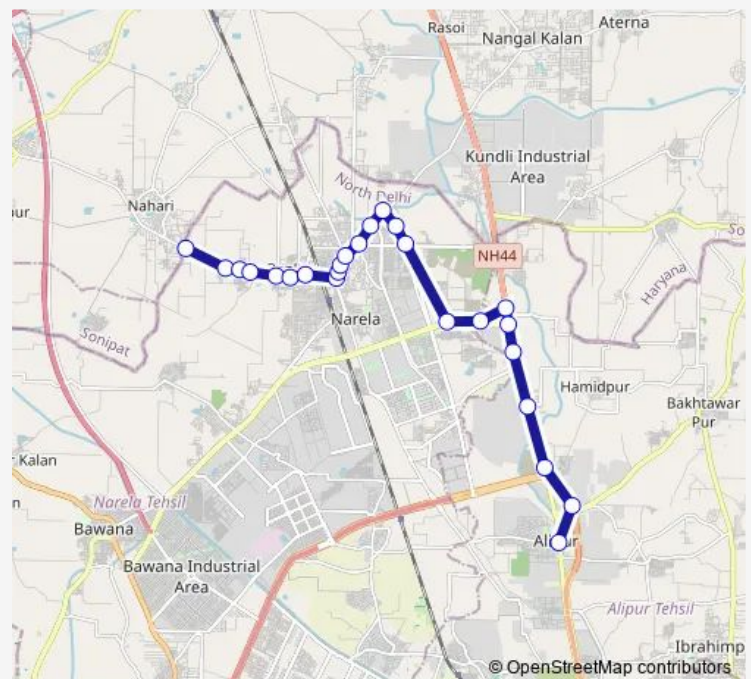 Rasoi
Aterna
Nangal Kalan
Kundli Industrial
Area
North Delhi
Nahari
NH44
Haryana
Sonipat
Narela
Hamidpur
Bakhtawar
Pur
Kalan
Narela Tehsil
Bawana
Bawana Industrial
Area
Alipur Tehsil
Ibrahimp
© OpenStreetMap contributors